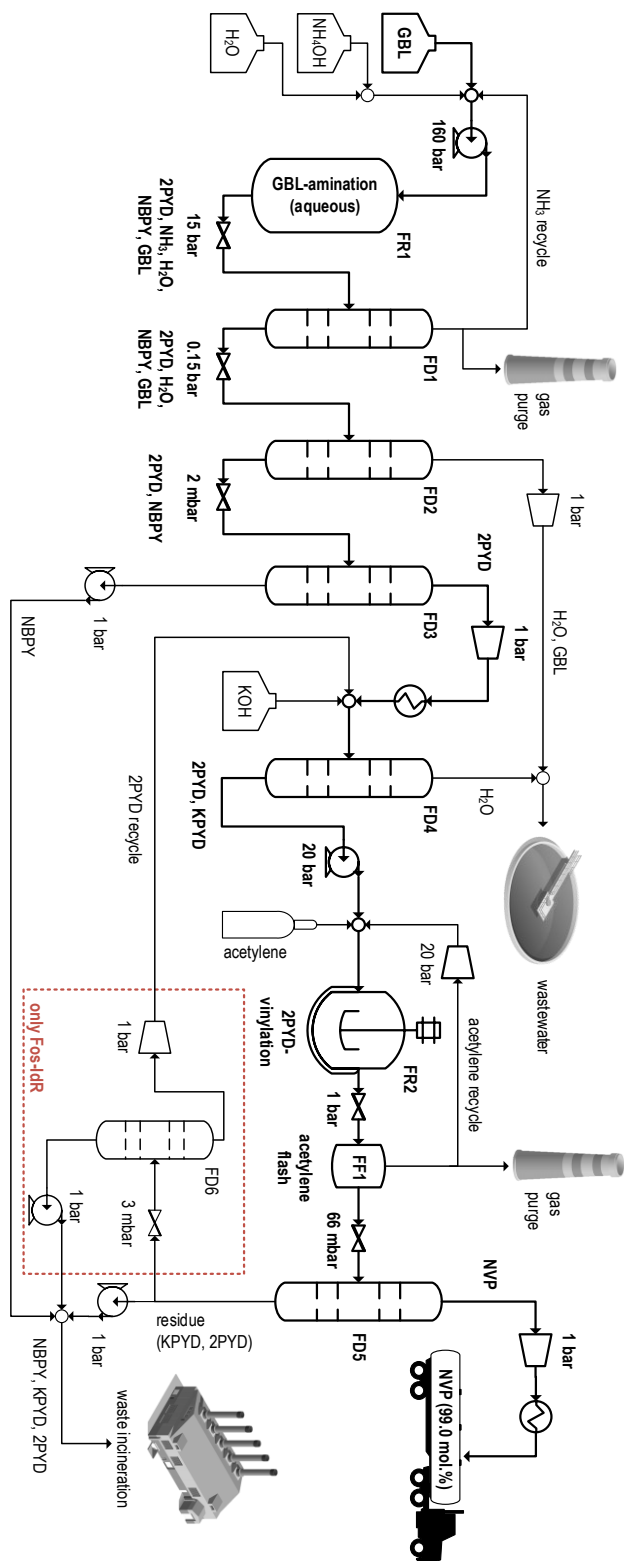 GBL
NH₄OH
H₂O
160 bar
NH₃ recycle
GBL-amination
(aqueous)
FR1
15 bar
2PYD, NH₃, H₂O,
NBPY, GBL
FD1
gas
purge
0.15 bar
2PYD, H₂O,
NBPY, GBL
FD2
1 bar
H₂O, GBL
2 mbar
2PYD, NBPY
FD3
2PYD
1 bar
1 bar
NBPY
KOH
2PYD recycle
FD4
H₂O
wastewater
2PYD, KPYD
20 bar
acetylene
20 bar
acetylene recycle
FR2
2PYD-
vinylation
1 bar
FF1
acetylene
flash
gas
purge
66 mbar
FD5
NVP
1 bar
NVP (99.0 mol.%)
residue
(KPYD, 2PYD)
3 mbar
FD6
1 bar
1 bar
only Fos-IdR
1 bar
NBPY, KPYD, 2PYD
waste incineration